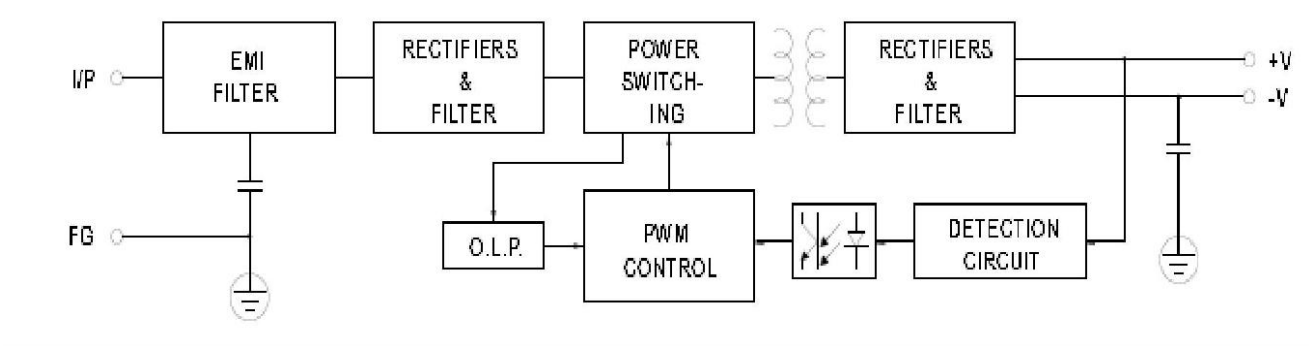 I/P
EMI
FILTER
RECTIFIERS
&
FILTER
POWER
SWITCH-
ING
RECTIFIERS
&
FILTER
+V
-V
FG
O.L.P.
PWM
CONTROL
DETECTION
CIRCUIT